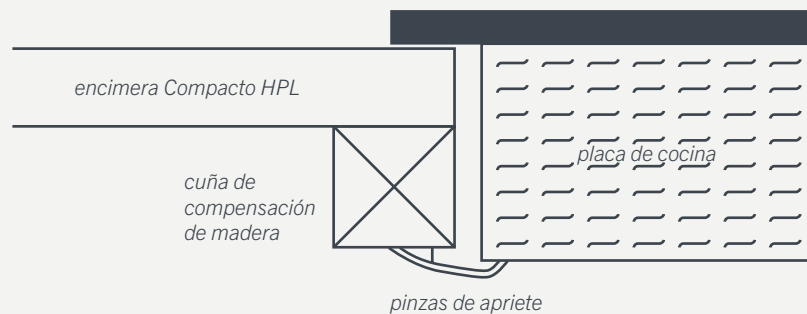 encimera Compacto HPL
placa de cocina
cuña de
compensación
de madera
pinzas de apriete